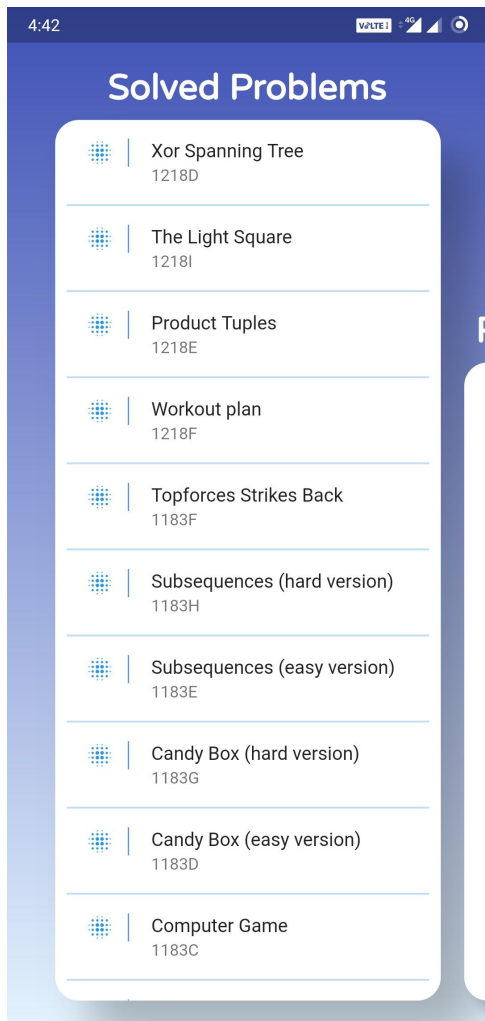 4:42
VoLTE 1
4G
Solved Problems
Xor Spanning Tree
1218D
The Light Square
1218I
Product Tuples
1218E
Workout plan
1218F
Topforces Strikes Back
1183F
Subsequences (hard version)
1183H
Subsequences (easy version)
1183E
Candy Box (hard version)
1183G
Candy Box (easy version)
1183D
Computer Game
1183C